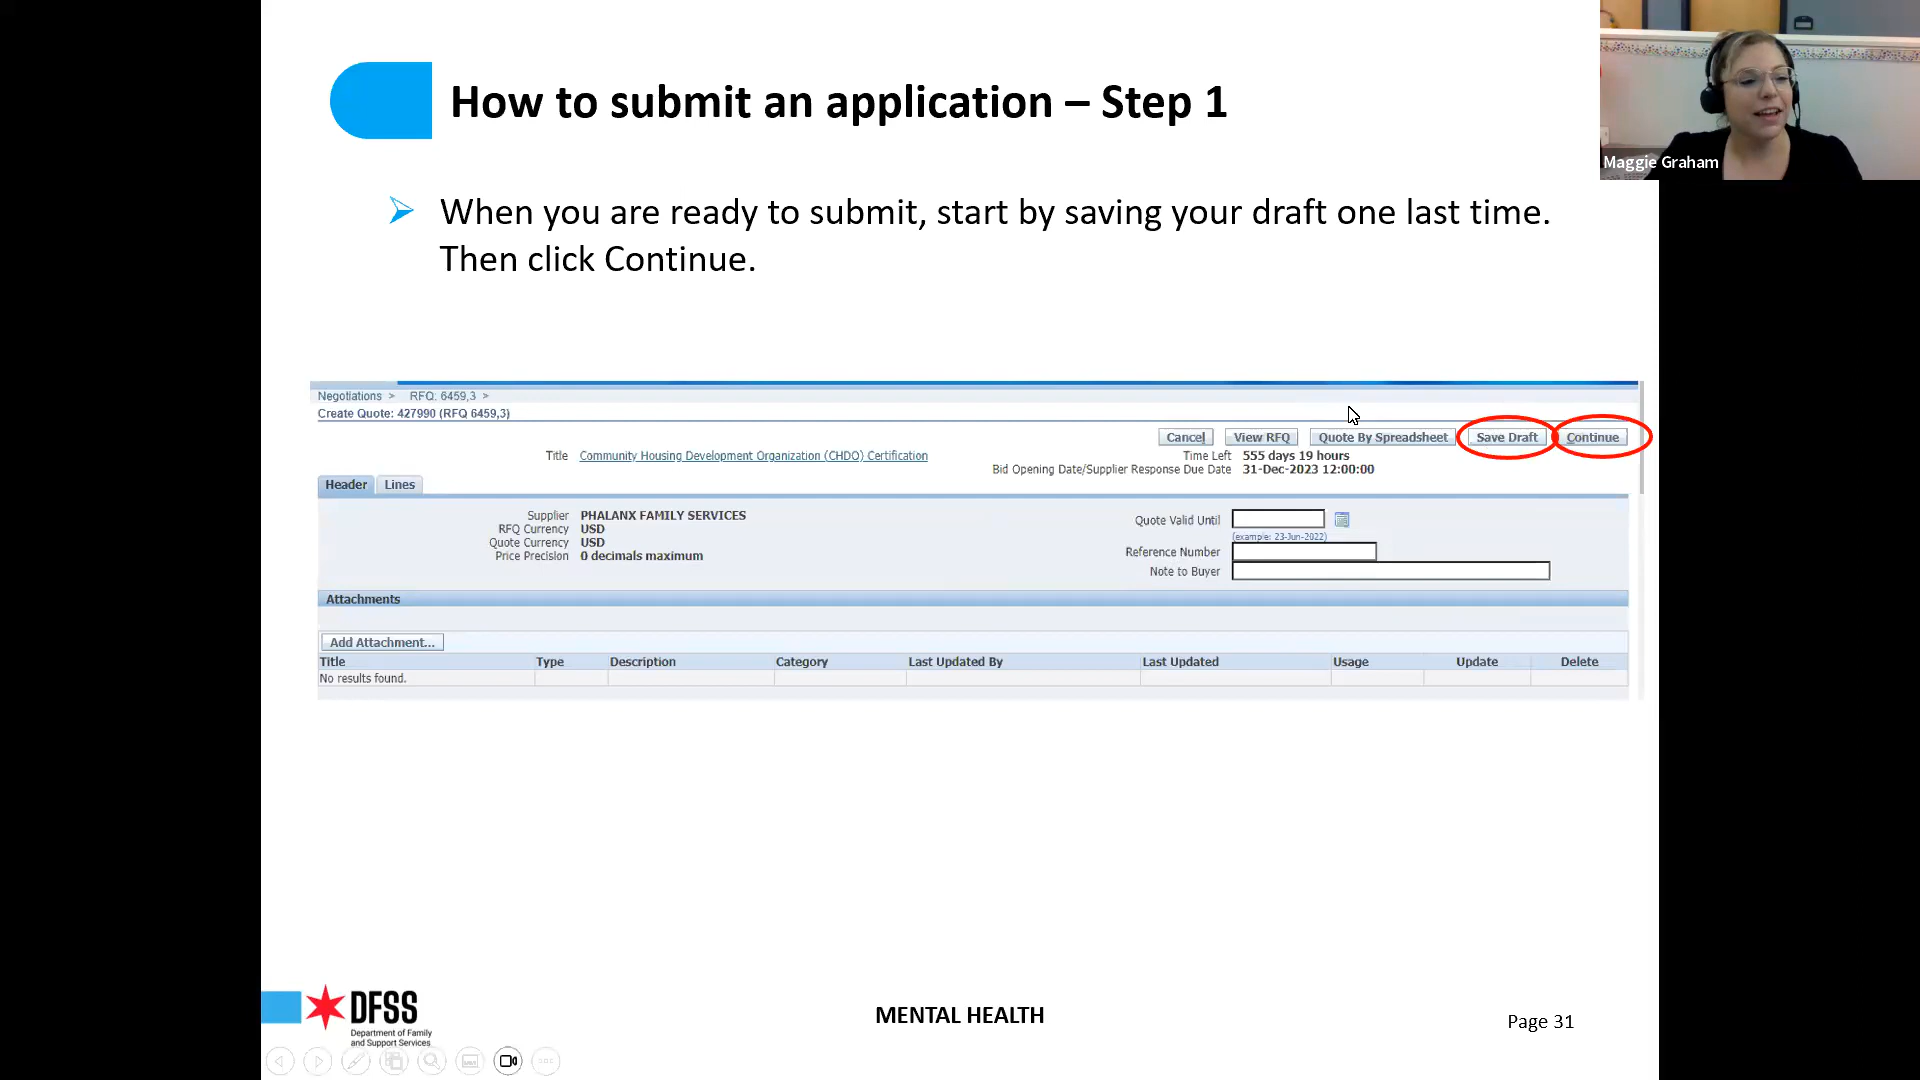 How to submit an application – Step 1
Maggie Graham
When you are ready to submit, start by saving your draft one last time.
Then click Continue.
Negotiations > RFQ: 6459,3 >
Create Quote: 427990 (RFQ 6459,3)
Cancel View RFQ Quote By Spreadsheet Save Draft Continue
Title Community Housing Development Organization (CHDO) Certification
Time Left 555 days 19 hours
Bid Opening Date/Supplier Response Due Date 31-Dec-2023 12:00:00
Header Lines
Supplier PHALANX FAMILY SERVICES
RFQ Currency USD
Quote Currency USD
Price Precision 0 decimals maximum
Quote Valid Until
(example: 23-Jun-2022)
Reference Number
Note to Buyer
Attachments
Add Attachment...
Title Type Description Category Last Updated By Last Updated Usage Update Delete
No results found.
DFSS
Department of Family
and Support Services
MENTAL HEALTH
Page 31